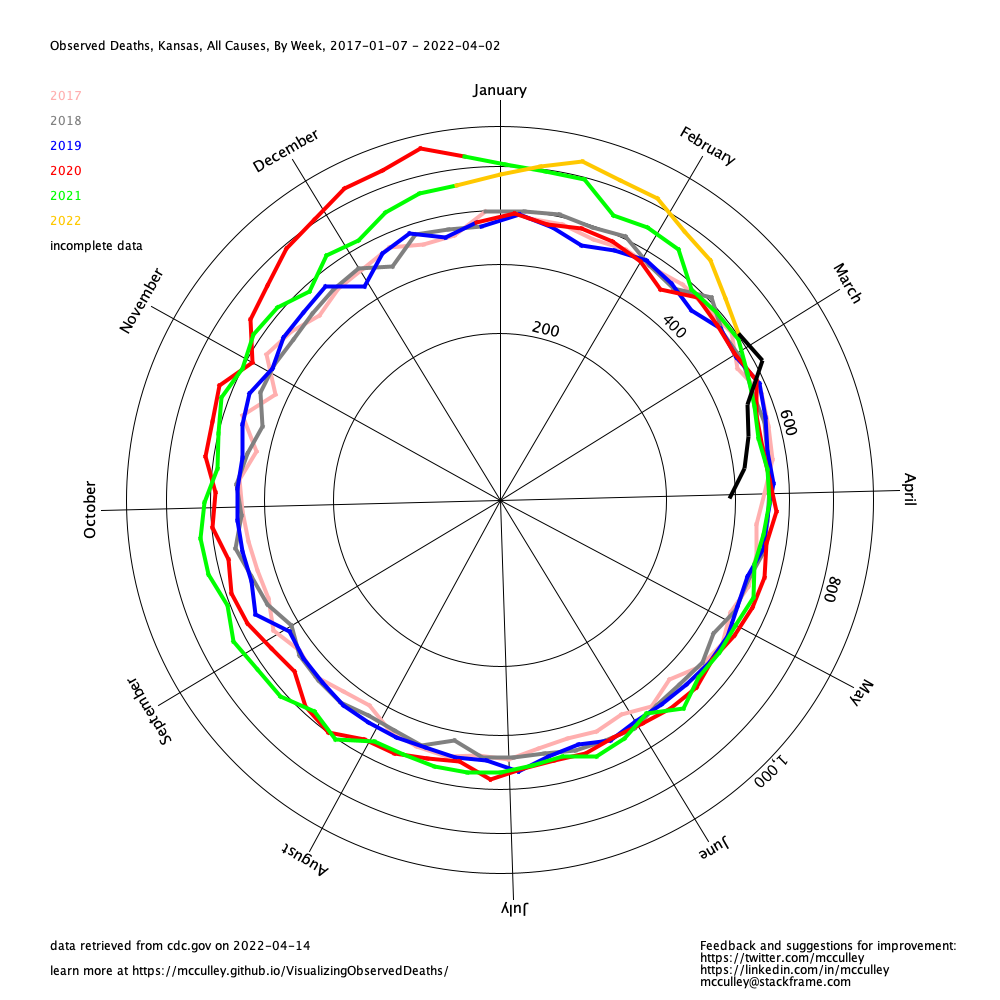 Observed Deaths, Kansas, All Causes, By Week, 2017-01-07 - 2022-04-02
2017
2018
2019
2020
2021
2022
incomplete data
January
February
March
April
May
June
July
August
September
October
November
December
200
400
600
800
1,000
data retrieved from cdc.gov on 2022-04-14
learn more at https://mcculley.github.io/VisualizingObservedDeaths/
Feedback and suggestions for improvement:
https://twitter.com/mcculley
https://linkedin.com/in/mcculley
mcculley@stackframe.com